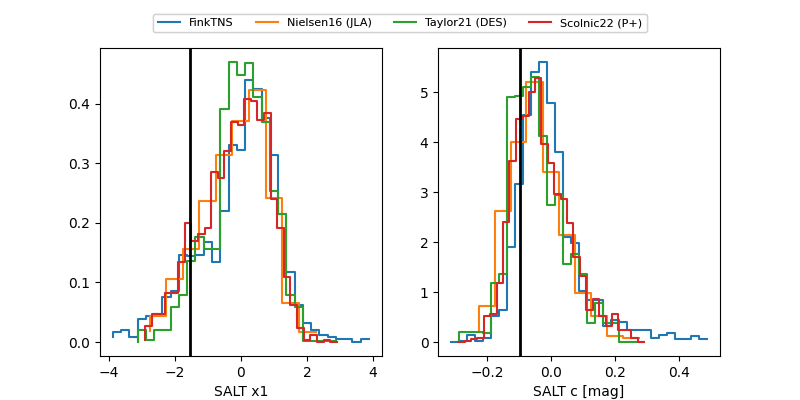 FinkTNS Nielsen16 (JLA) Taylor21 (DES) Scolnic22 (P+)
0.4
0.3
0.2
0.1
0.0
−4 −2 0 2 4
SALT x1
5
4
3
2
1
0
−0.2 0.0 0.2 0.4
SALT c [mag]